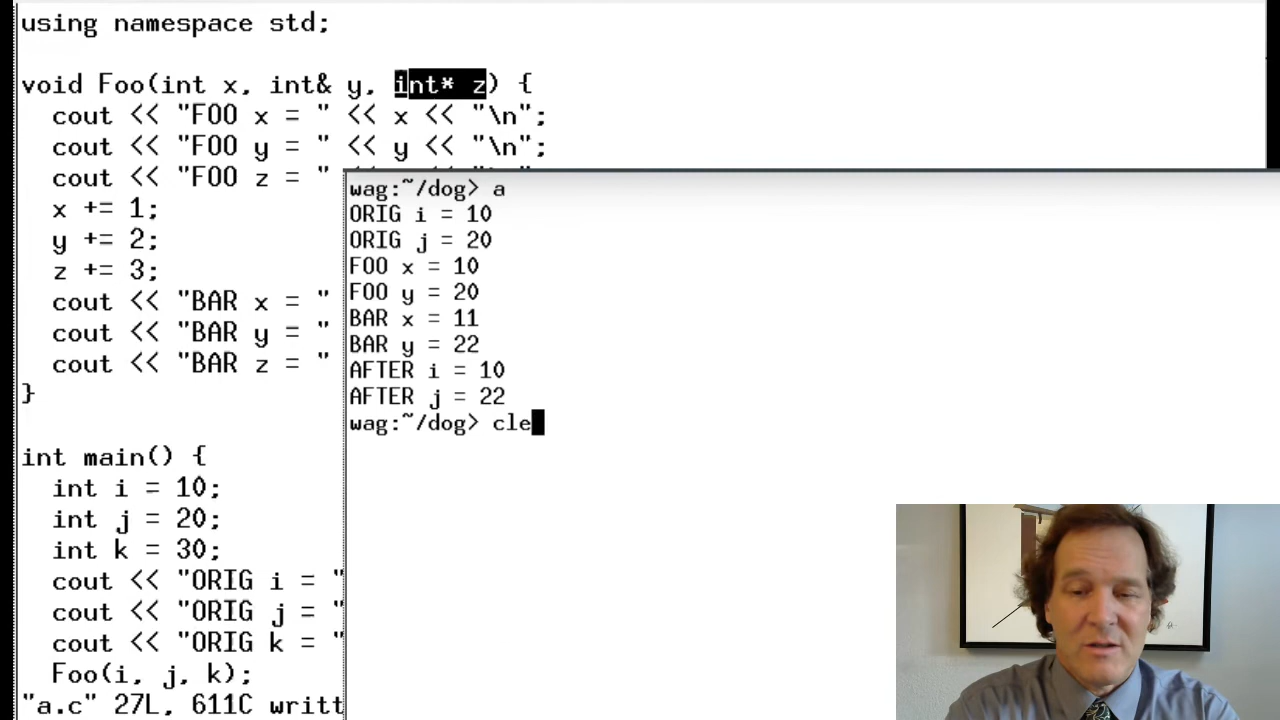 using namespace std;
void Foo(int x, int& y, int* z) {
cout << "FOO x = " << x << "\n";
cout << "FOO y = " << y << "\n";
cout << "FOO z = "
x += 1;
y += 2;
z += 3;
cout << "BAR x = "
cout << "BAR y = "
cout << "BAR z = "
}
int main() {
int i = 10;
int j = 20;
int k = 30;
cout << "ORIG i = "
cout << "ORIG j = "
cout << "ORIG k = "
Foo(i, j, k);
"a.c" 27L, 611C writt
wag:~/dog> a
ORIG i = 10
ORIG j = 20
FOO x = 10
FOO y = 20
BAR x = 11
BAR y = 22
AFTER i = 10
AFTER j = 22
wag:~/dog> cle